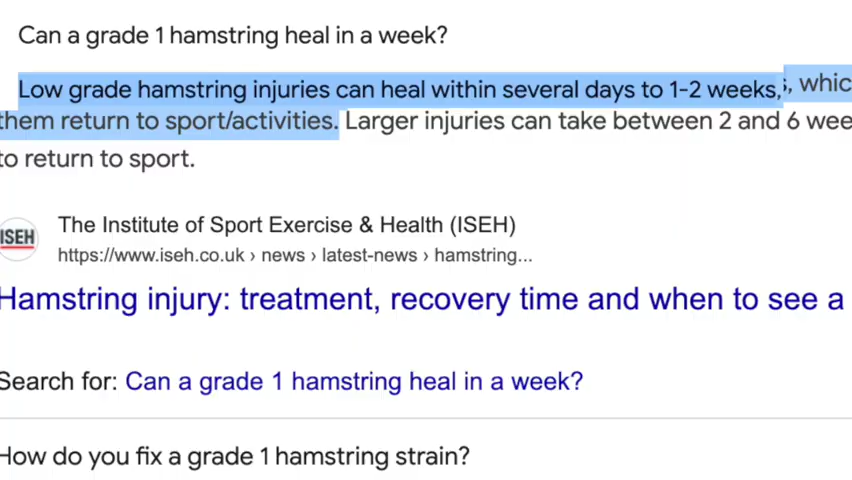 Can a grade 1 hamstring heal in a week?
Low grade hamstring injuries can heal within several days to 1-2 weeks,
them return to sport/activities. Larger injuries can take between 2 and 6
to return to sport.
The Institute of Sport Exercise & Health (ISEH)
ISEH
https://www.iseh.co.uk › news › latest-news › hamstring...
Hamstring injury: treatment, recovery time and when to see a
Search for: Can a grade 1 hamstring heal in a week?
How do you fix a grade 1 hamstring strain?